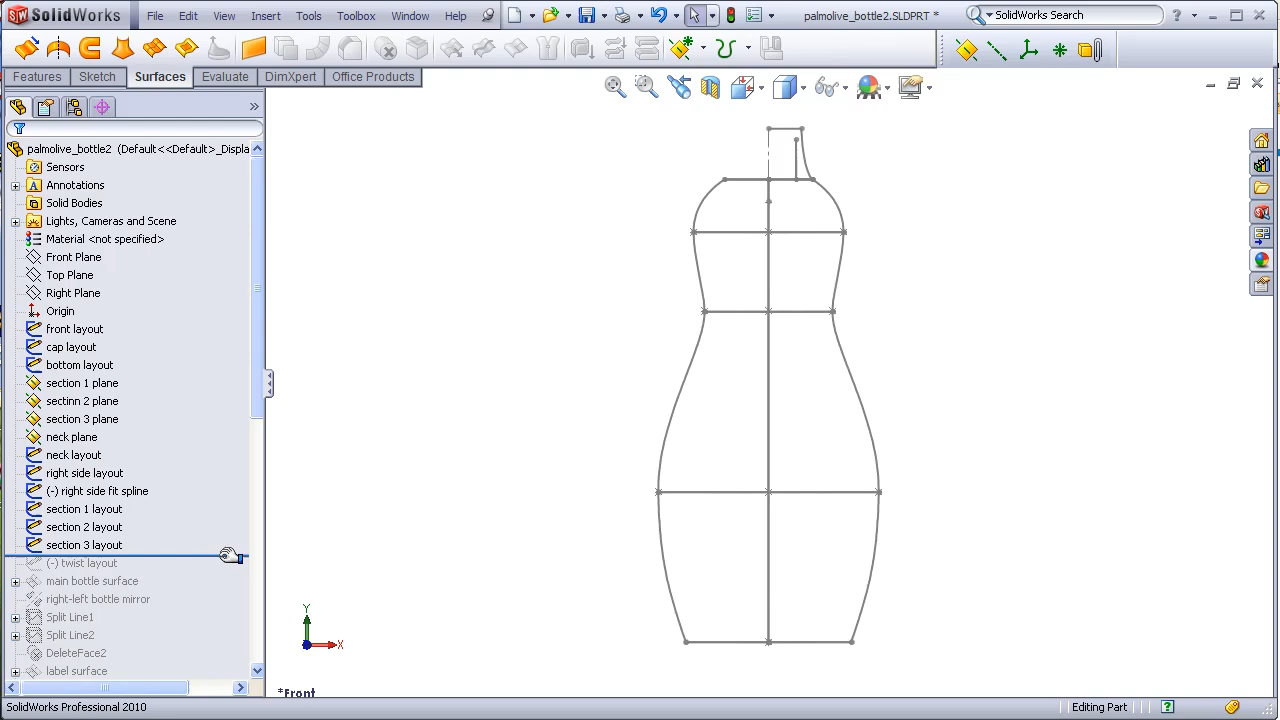 SolidWorks File Edit View Insert Tools Toolbox Window Help palmolive_bottle2.SLDPRT * SolidWorks Search
Features Sketch Surfaces Evaluate DimXpert Office Products
palmolive_bottle2 (Default<<Default>_Displa
Sensors
Annotations
Solid Bodies
Lights, Cameras and Scene
Material <not specified>
Front Plane
Top Plane
Right Plane
Origin
front layout
cap layout
bottom layout
section 1 plane
section 2 plane
section 3 plane
neck plane
neck layout
right side layout
(-) right side fit spline
section 1 layout
section 2 layout
section 3 layout
(-) twist layout
main bottle surface
right-left bottle mirror
Split Line1
Split Line2
DeleteFace2
label surface
Y
X
*Front
SolidWorks Professional 2010 Editing Part